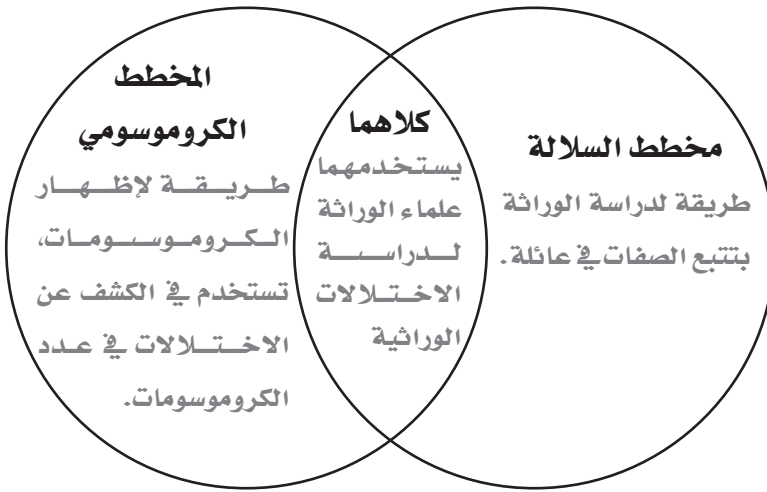 مخطط السلالة
طريقة لدراسة الوراثة
بتتبع الصفات في عائلة.
كلاهما
يستخدمهما
علماء الوراثة
لدراسة
الاختلالات
الوراثية
المخطط
الكروموسومي
طريقة لإظهار
الكروموسومات،
تستخدم في الكشف عن
الاختلالات في عدد
الكروموسومات.